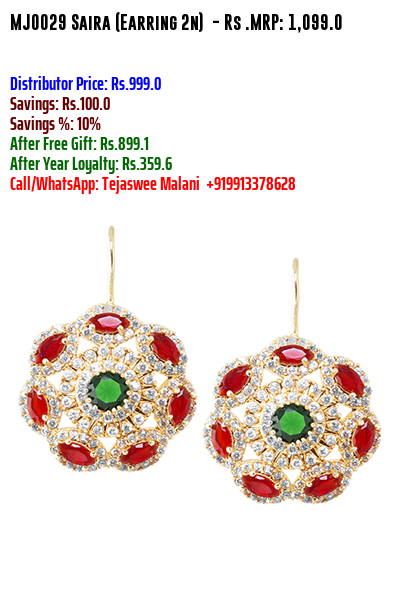 MJ0029 Saira (Earring 2n) - Rs .MRP: 1,099.0
Distributor Price: Rs.999.0
Savings: Rs.100.0
Savings %: 10%
After Free Gift: Rs.899.1
After Year Loyalty: Rs.359.6
Call/WhatsApp: Tejaswee Malani +919913378628